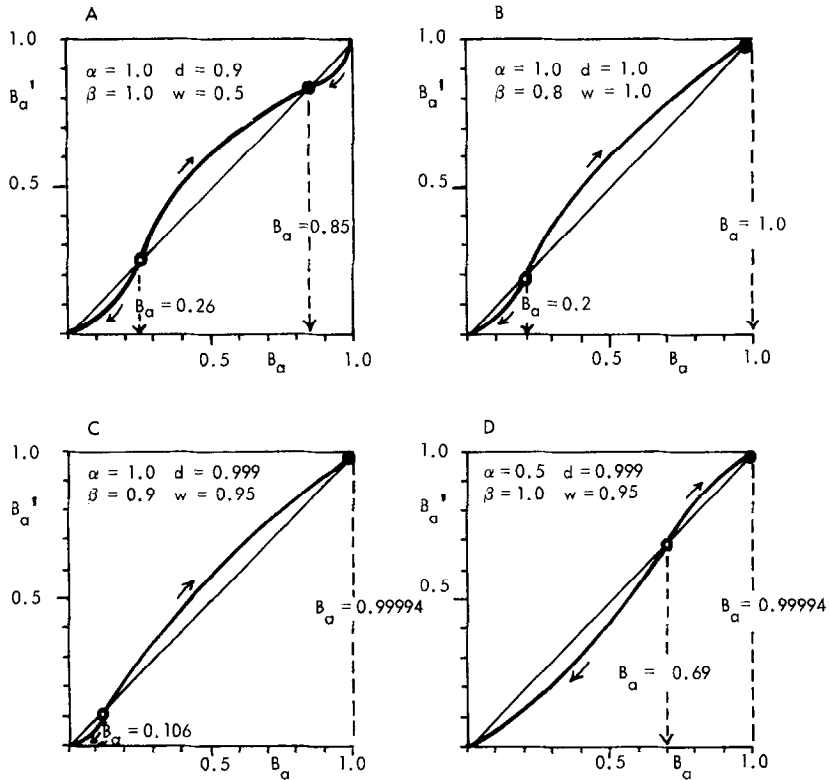 A
1.0
α = 1.0 d = 0.9
β = 1.0 w = 0.5
Ba'
0.5
Ba = 0.85
Ba = 0.26
0.5 1.0
Ba
B
1.0
α = 1.0 d = 1.0
β = 0.8 w = 1.0
Ba'
0.5
Ba = 1.0
Ba = 0.2
0.5 1.0
Ba
C
1.0
α = 1.0 d = 0.999
β = 0.9 w = 0.95
Ba'
0.5
Ba = 0.99994
Ba = 0.106
0.5 1.0
Ba
D
1.0
α = 0.5 d = 0.999
β = 1.0 w = 0.95
Ba'
0.5
Ba = 0.99994
Ba = 0.69
0.5 1.0
Ba